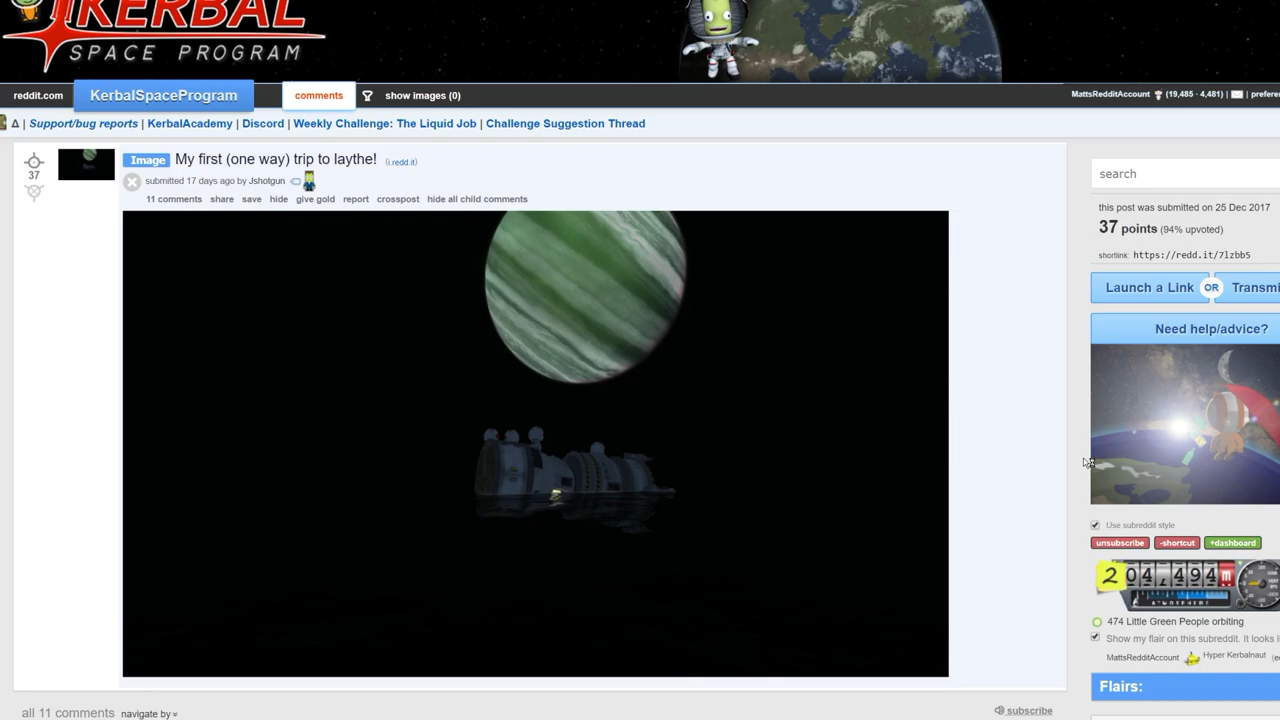 KERBAL
SPACE PROGRAM
reddit.com KerbalSpaceProgram comments show images (0) MattsRedditAccount (19,485 · 4,481) | | prefere
Δ | Support/bug reports | KerbalAcademy | Discord | Weekly Challenge: The Liquid Job | Challenge Suggestion Thread
37
Image My first (one way) trip to laythe! (i.redd.it)
submitted 17 days ago by Jshotgun
11 comments share save hide give gold report crosspost hide all child comments
search
this post was submitted on 25 Dec 2017
37 points (94% upvoted)
shortlink: https://redd.it/7lzbb5
Launch a Link OR Transmi
Need help/advice?
Use subreddit style
unsubscribe -shortcut +dashboard
474 Little Green People orbiting
Show my flair on this subreddit. It looks li
MattsRedditAccount Hyper Kerbalnaut (e
Flairs:
all 11 comments navigate by
subscribe